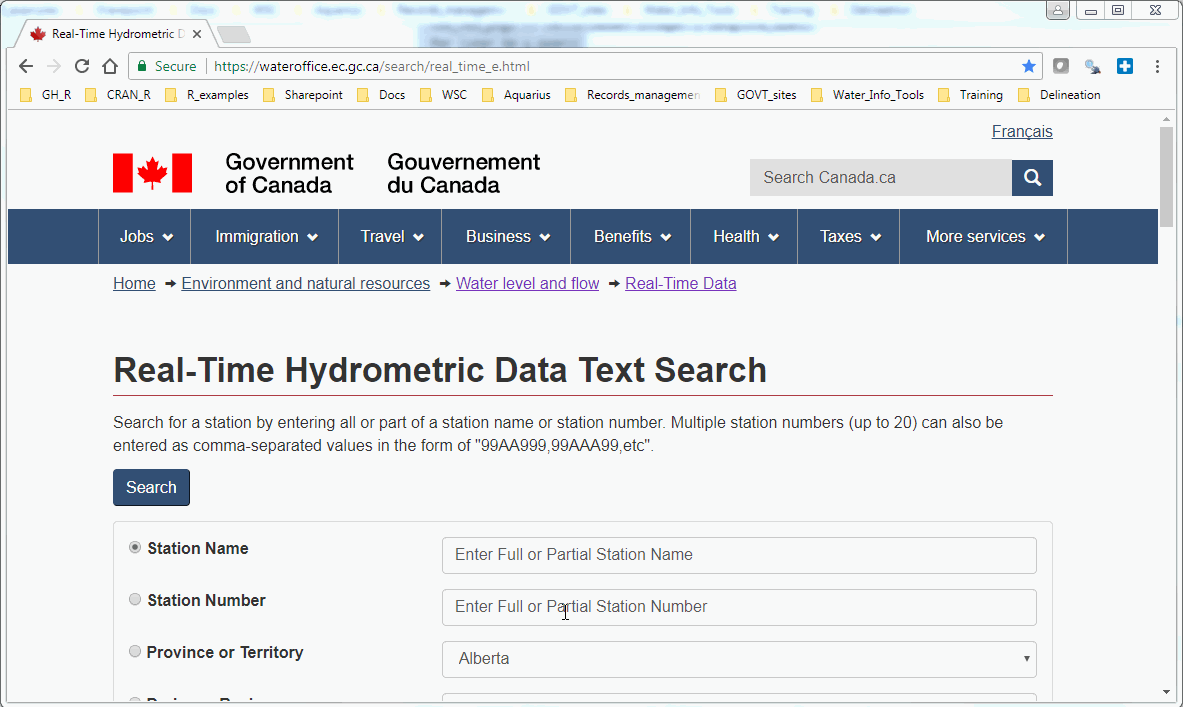 Real-Time Hydrometric D
Secure https://wateroffice.ec.gc.ca/search/real_time_e.html
GH_R CRAN_R R_examples Sharepoint Docs WSC Aquarius Records_managemen GOVT_sites Water_Info_Tools Training Delineation
Français
Government of Canada
Gouvernement du Canada
Search Canada.ca
Jobs Immigration Travel Business Benefits Health Taxes More services
Home Environment and natural resources Water level and flow Real-Time Data
Real-Time Hydrometric Data Text Search
Search for a station by entering all or part of a station name or station number. Multiple station numbers (up to 20) can also be
entered as comma-separated values in the form of "99AA999,99AAA99,etc".
Search
Station Name Enter Full or Partial Station Name
Station Number Enter Full or Partial Station Number
Province or Territory Alberta